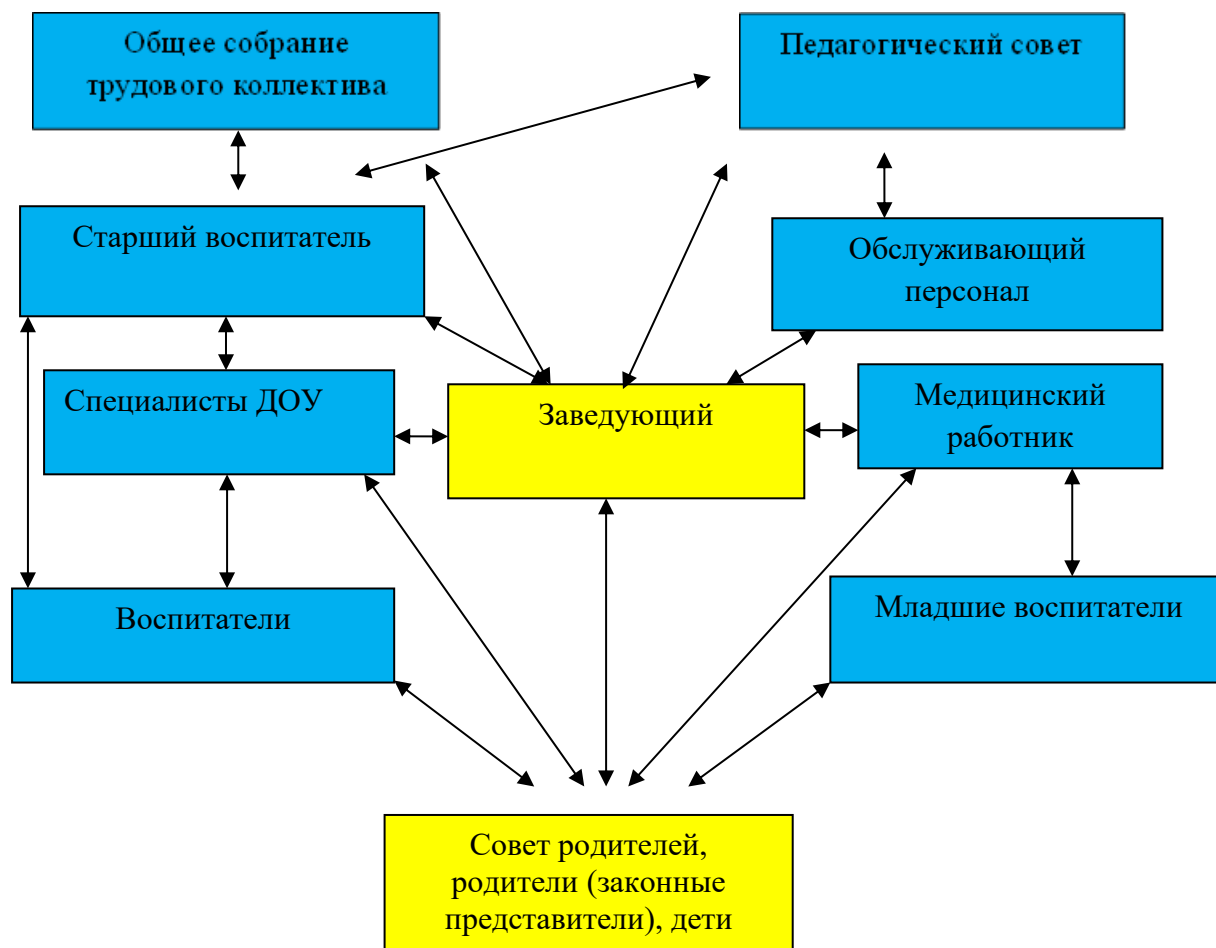 Общее собрание
трудового коллектива
Педагогический совет
Старший воспитатель
Обслуживающий
персонал
Специалисты ДОУ
Заведующий
Медицинский
работник
Воспитатели
Младшие воспитатели
Совет родителей,
родители (законные
представители), дети